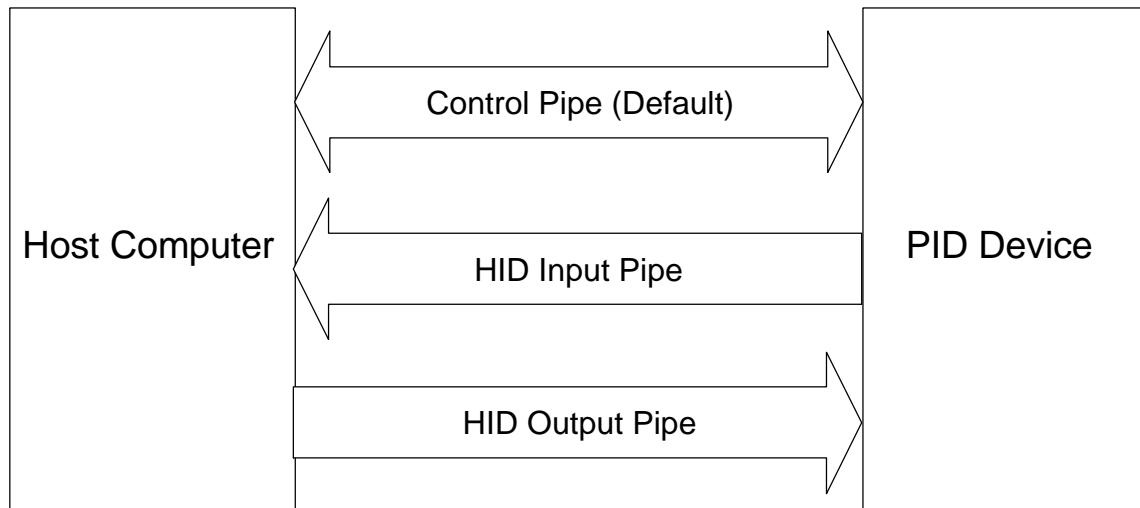 Control Pipe (Default)
Host Computer
PID Device
HID Input Pipe
HID Output Pipe